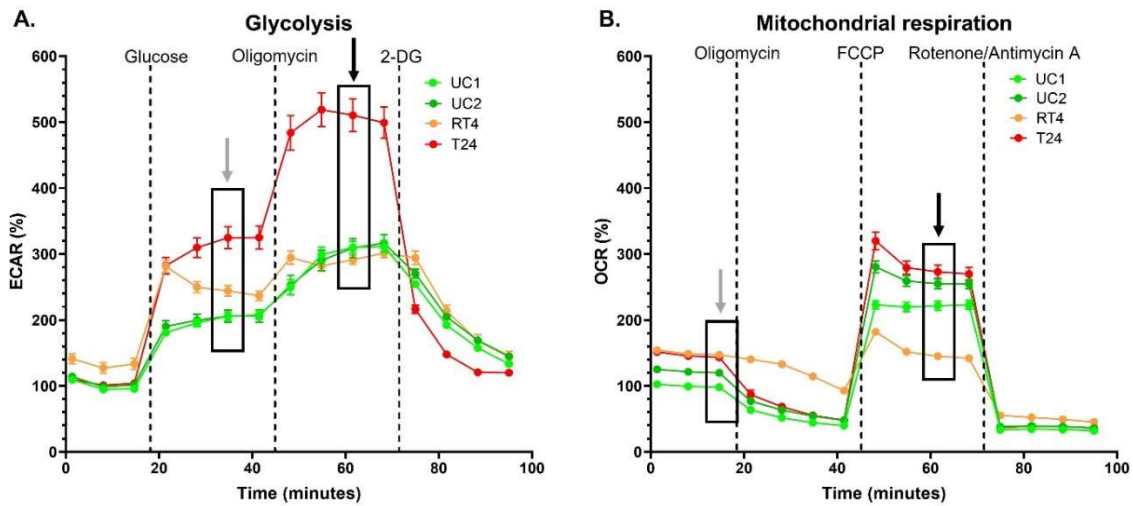 A.
Glycolysis
Glucose
Oligomycin
2-DG
UC1
UC2
RT4
T24
600
500
400
300
200
100
0
ECAR (%)
0 20 40 60 80 100
Time (minutes)
B.
Mitochondrial respiration
Oligomycin
FCCP
Rotenone/Antimycin A
UC1
UC2
RT4
T24
600
500
400
300
200
100
0
OCR (%)
0 20 40 60 80 100
Time (minutes)